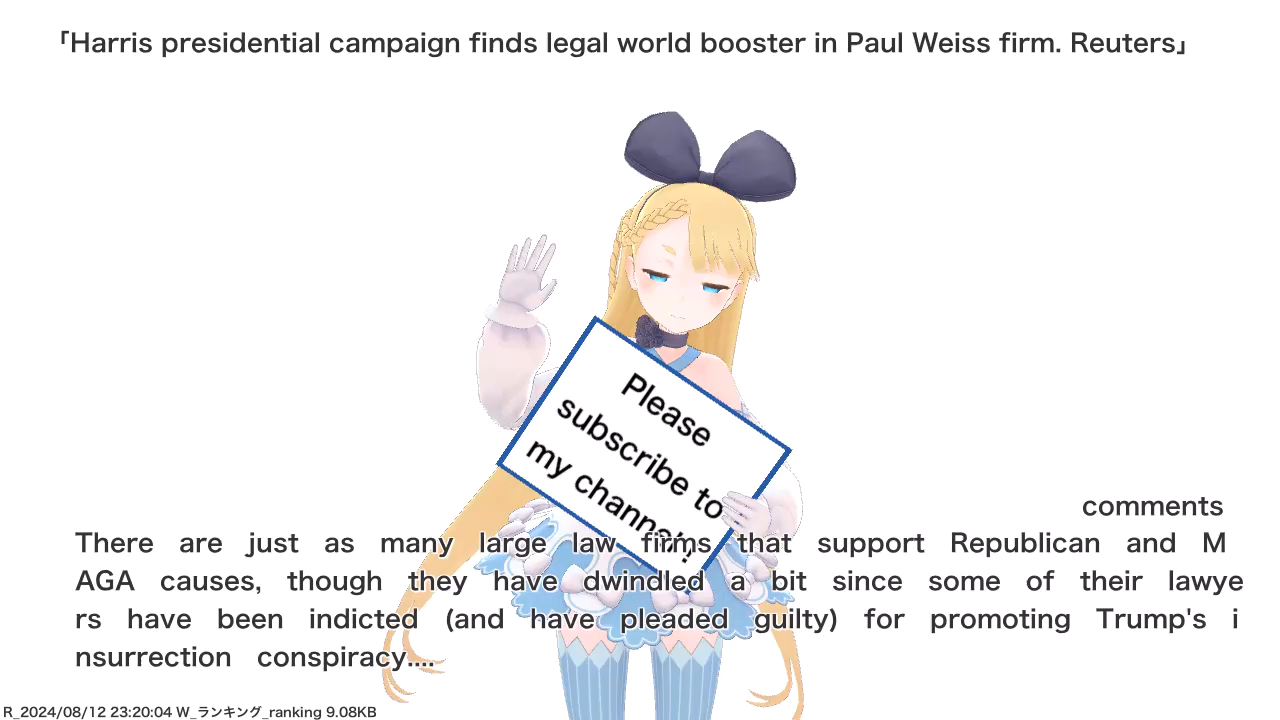 「Harris presidential campaign finds legal world booster in Paul Weiss firm. Reuters」
Please
subscribe to
my channel
comments
There are just as many large law firms that support Republican and M
AGA causes, though they have dwindled a bit since some of their lawye
rs have been indicted (and have pleaded guilty) for promoting Trump's i
nsurrection conspiracy....
R_2024/08/12 23:20:04 W_ランキング_ranking 9.08KB